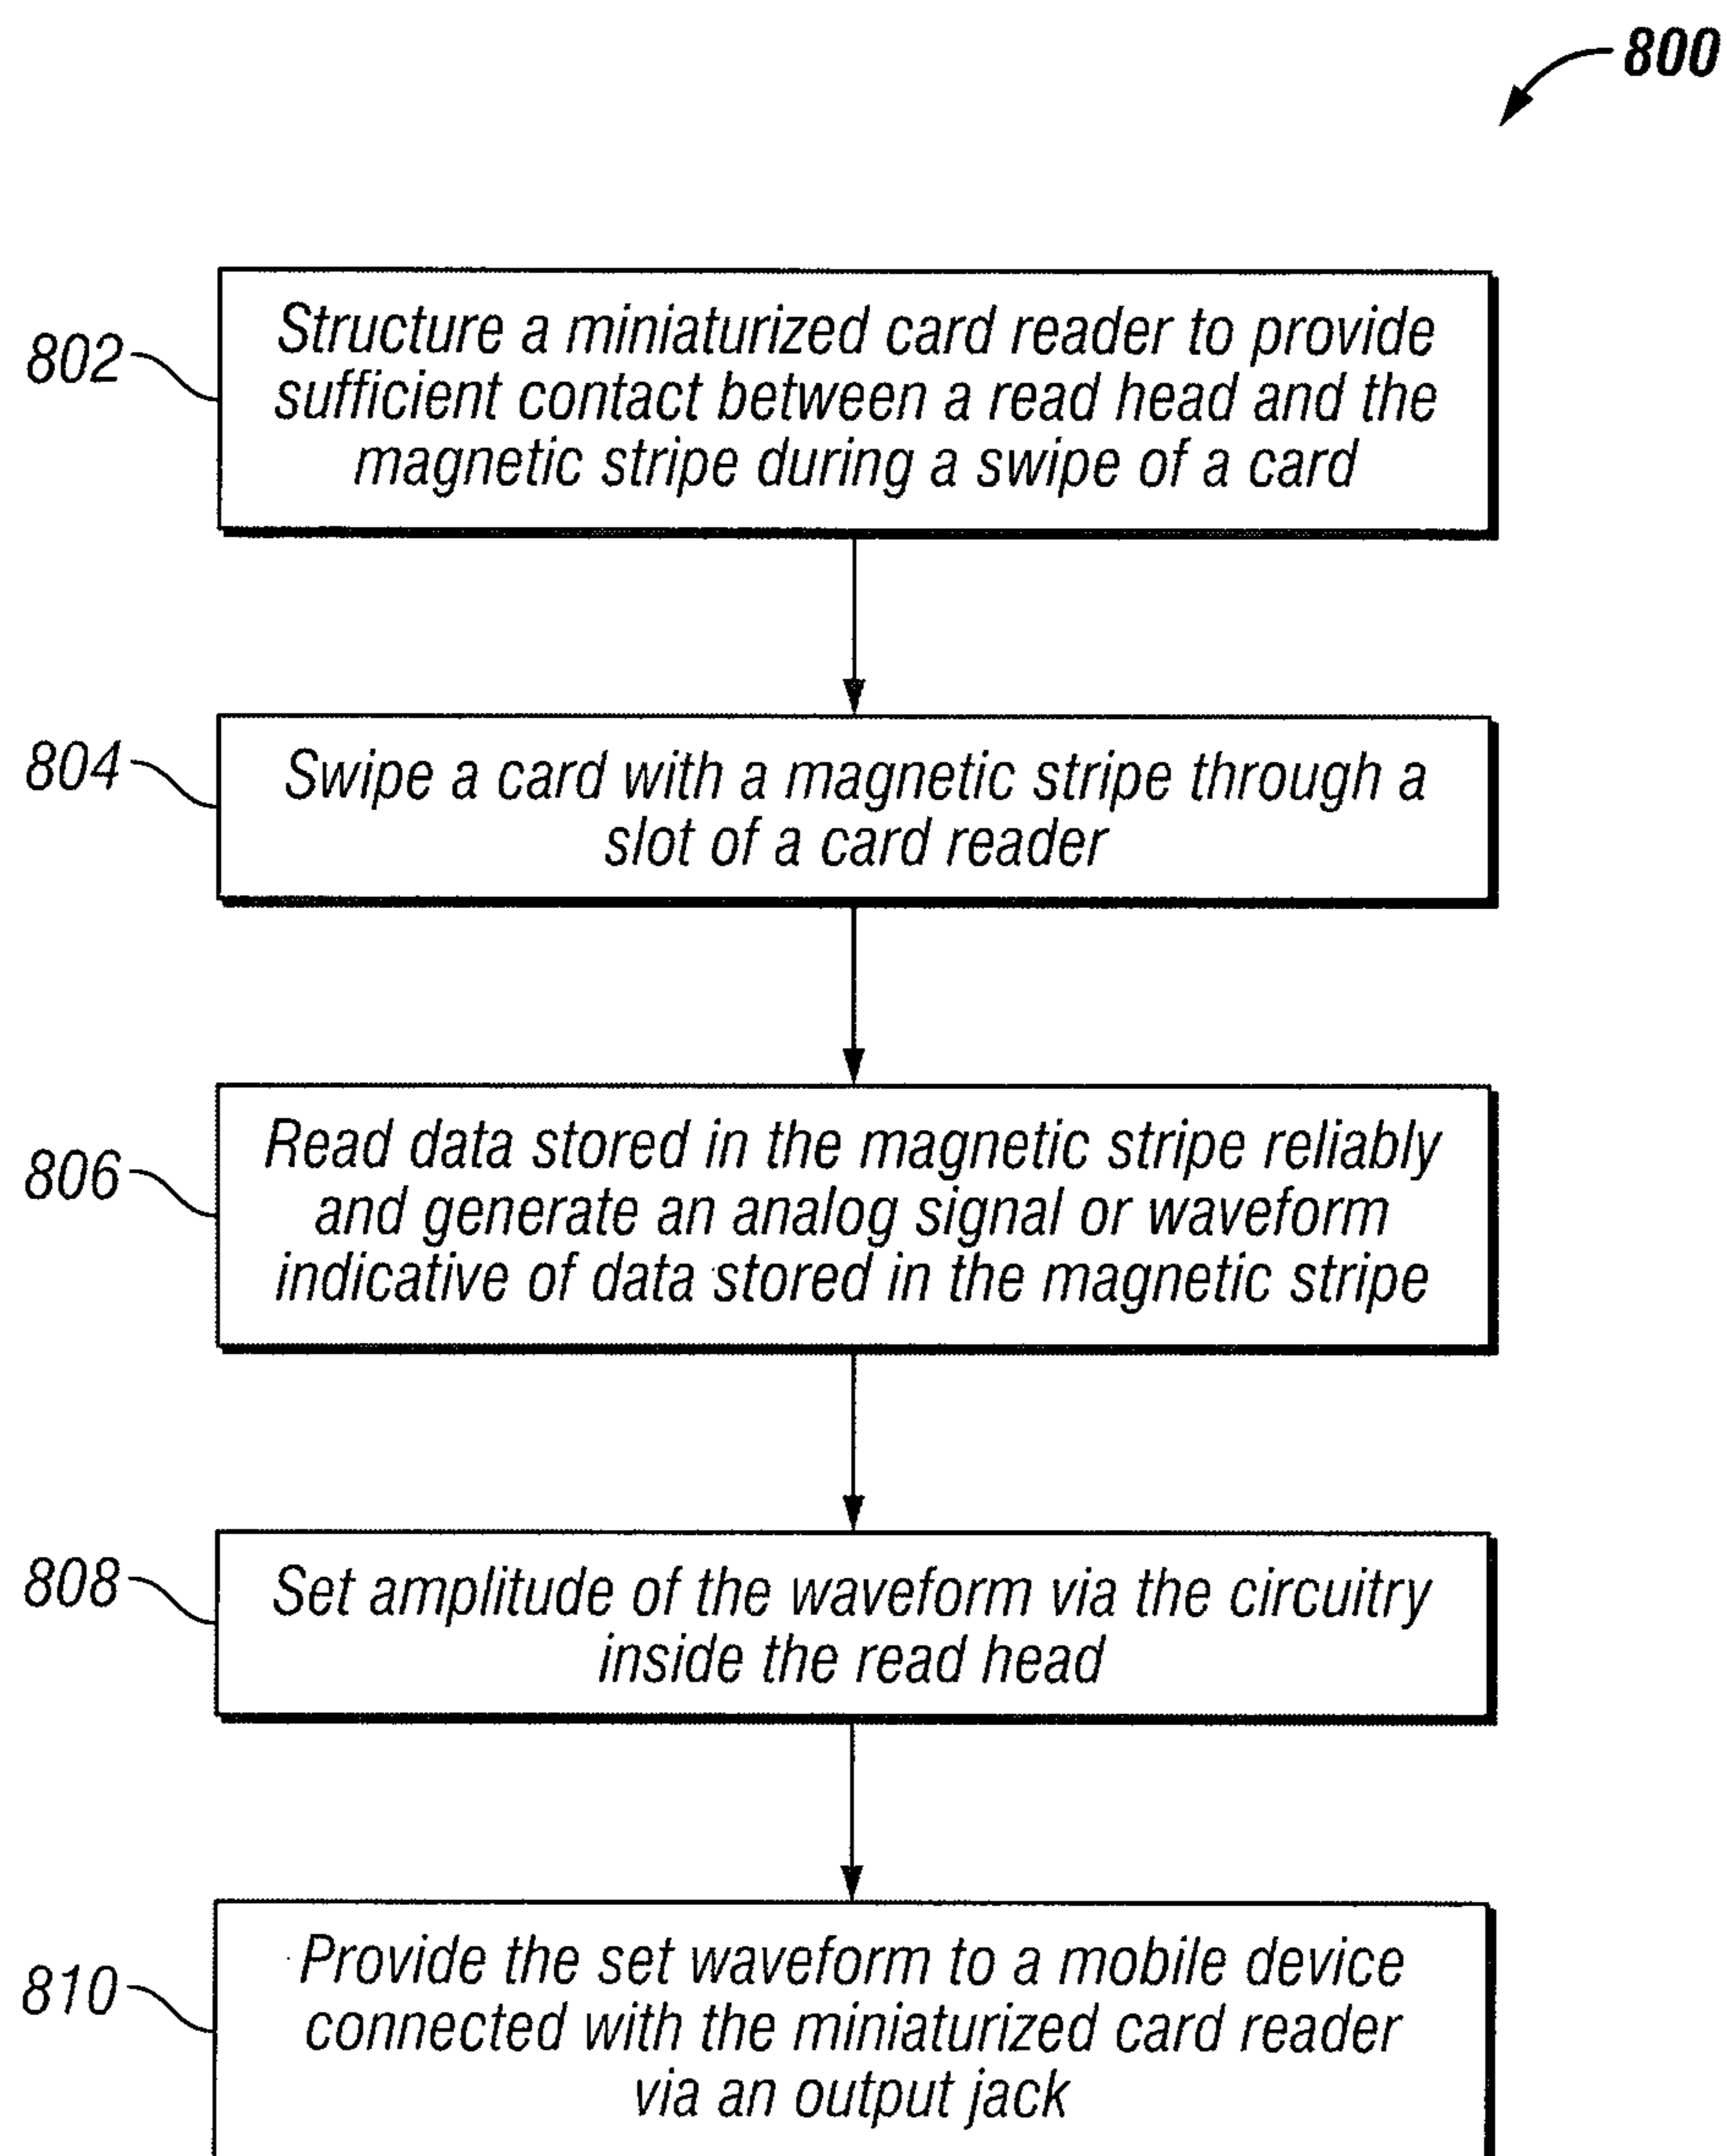 800
802
Structure a miniaturized card reader to provide
sufficient contact between a read head and the
magnetic stripe during a swipe of a card
804
Swipe a card with a magnetic stripe through a
slot of a card reader
806
Read data stored in the magnetic stripe reliably
and generate an analog signal or waveform
indicative of data stored in the magnetic stripe
808
Set amplitude of the waveform via the circuitry
inside the read head
810
Provide the set waveform to a mobile device
connected with the miniaturized card reader
via an output jack